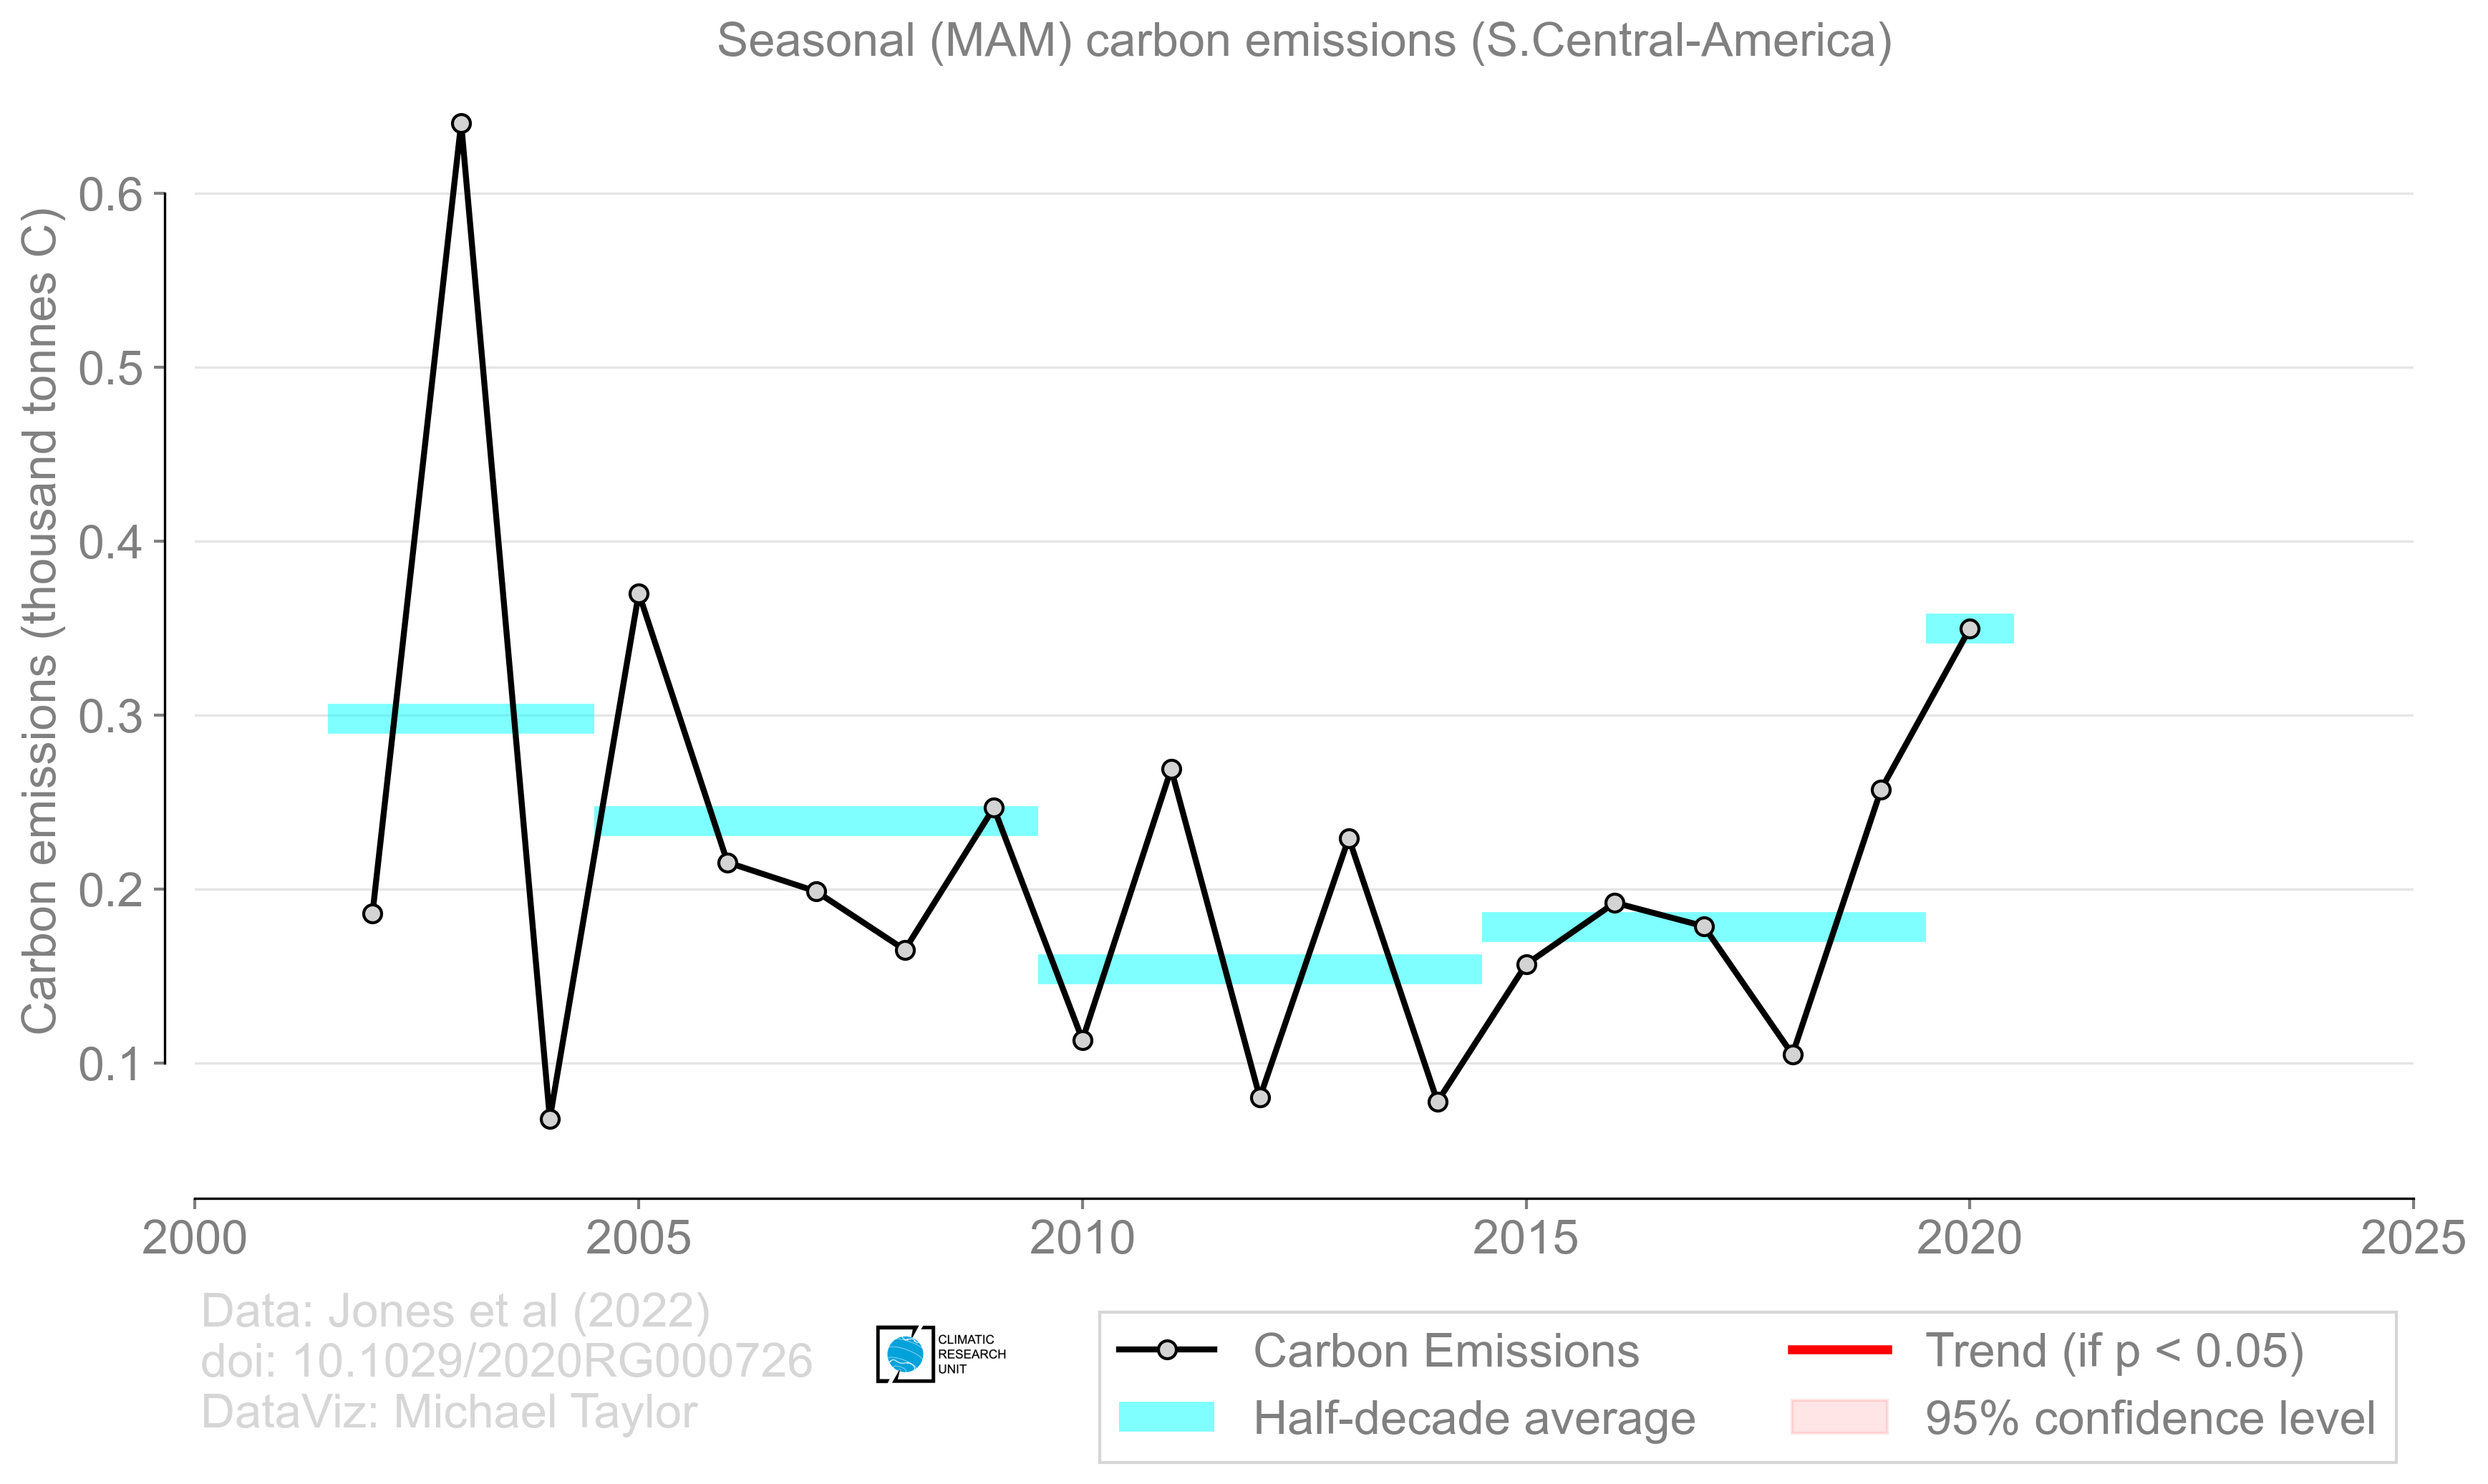 Seasonal (MAM) carbon emissions (S.Central-America)
Carbon emissions (thousand tonnes C)
0.6
0.5
0.4
0.3
0.2
0.1
2000 2005 2010 2015 2020 2025
Data: Jones et al (2022)
doi: 10.1029/2020RG000726
DataViz: Michael Taylor
CLIMATIC
RESEARCH
UNIT
Carbon Emissions
Half-decade average
Trend (if p < 0.05)
95% confidence level